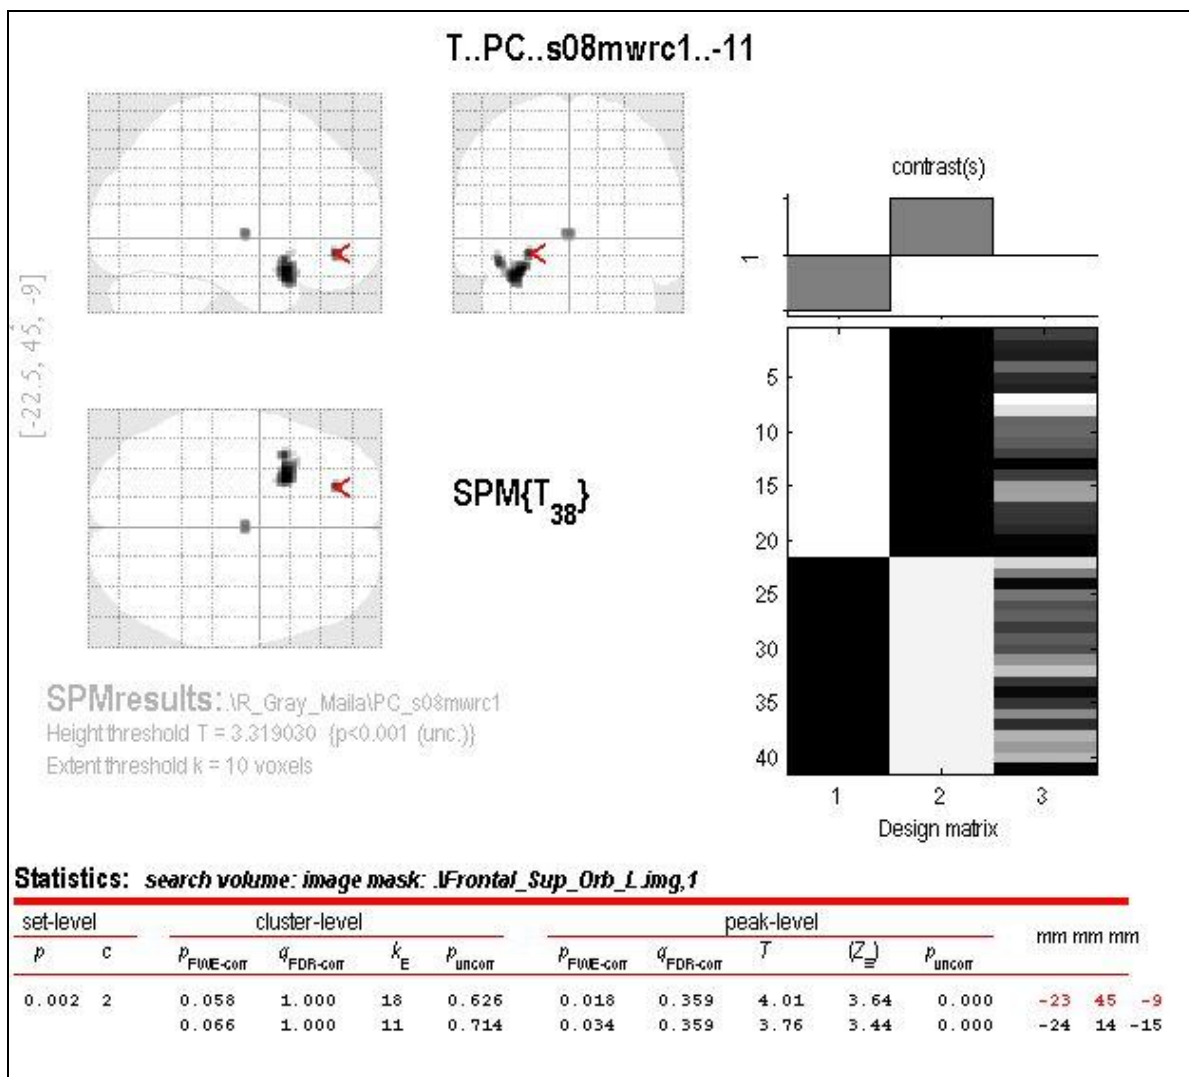 T..PC..s08mwrc1..-11
[-22.5, 45, -9]
SPM{T38}
contrast(s)
1
5
10
15
20
25
30
35
40
1 2 3
Design matrix
SPMresults: .\R_Gray_Maila\PC_s08mwrc1
Height threshold T = 3.319030 {p<0.001 (unc.)}
Extent threshold k = 10 voxels
Statistics: search volume: image mask: .\Frontal_Sup_Orb_L.img,1
set-level cluster-level peak-level mm mm mm
p c pFWE-corr qFDR-corr kE puncorr pFWE-corr qFDR-corr T (Z≡) puncorr
0.002 2 0.058 1.000 18 0.626 0.018 0.359 4.01 3.64 0.000 -23 45 -9
0.066 1.000 11 0.714 0.034 0.359 3.76 3.44 0.000 -24 14 -15